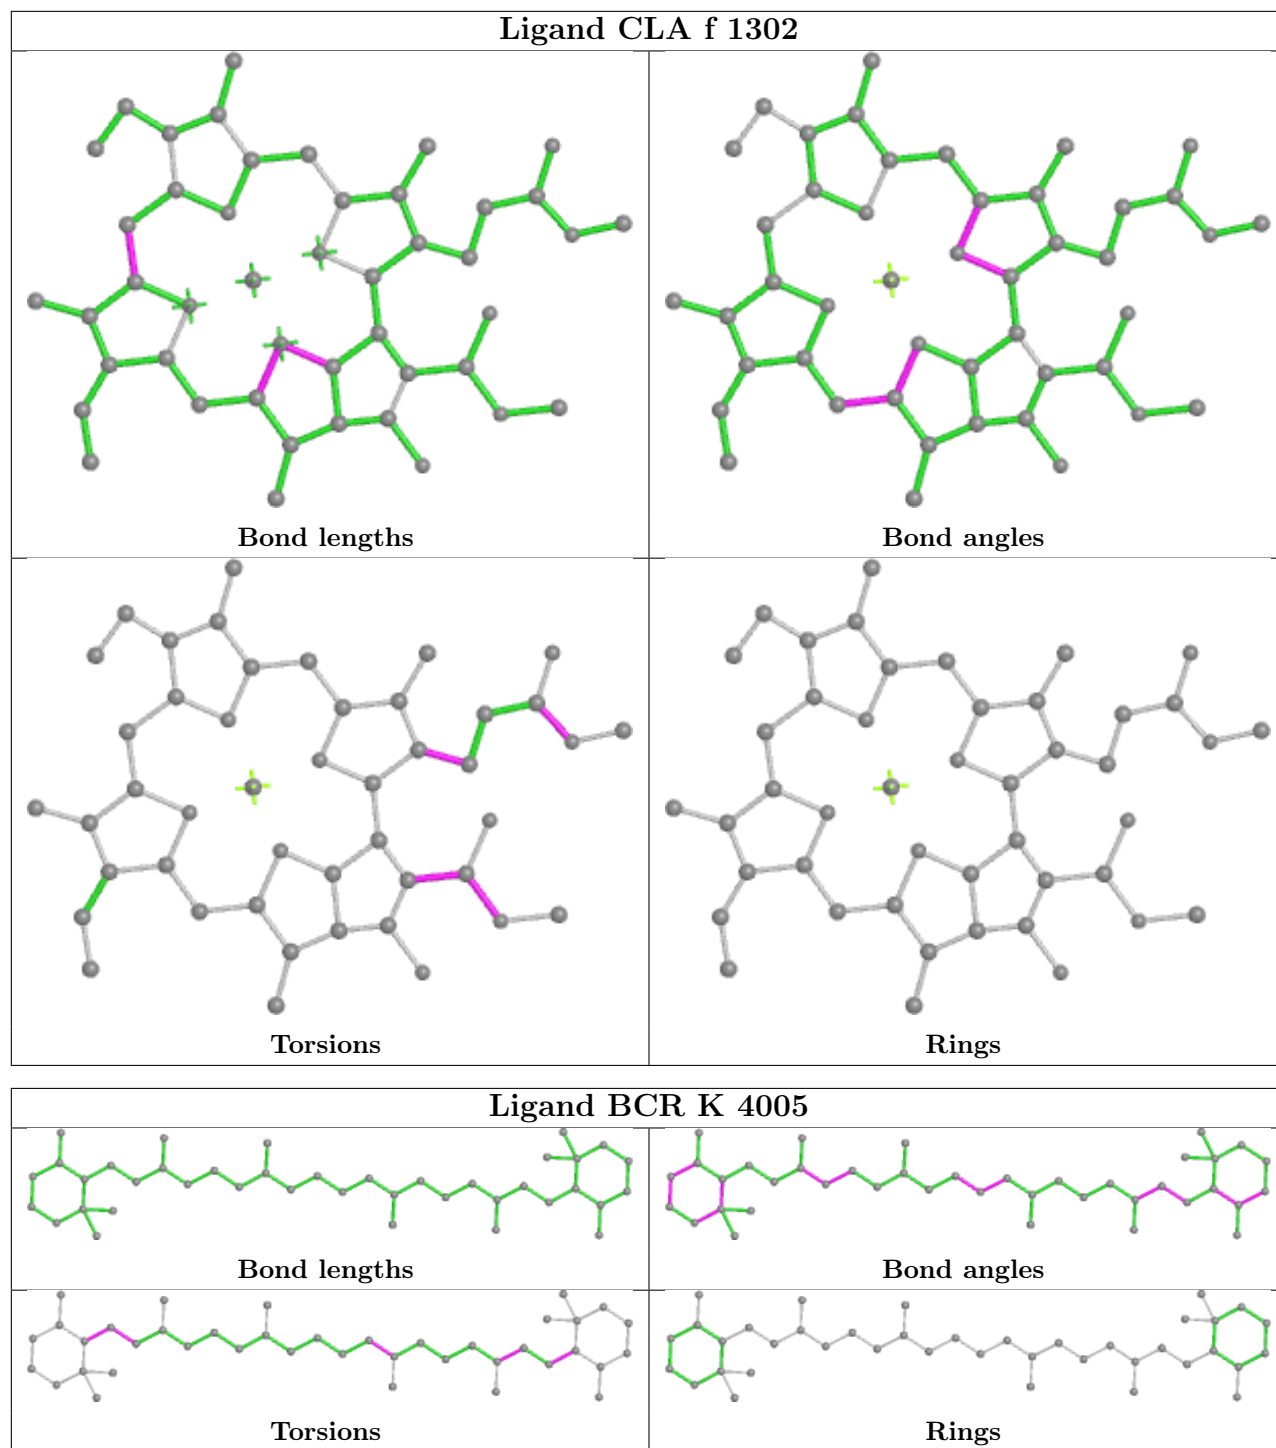 Ligand CLA f 1302
Bond lengths
Bond angles
Torsions
Rings
Ligand BCR K 4005
Bond lengths
Bond angles
Torsions
Rings